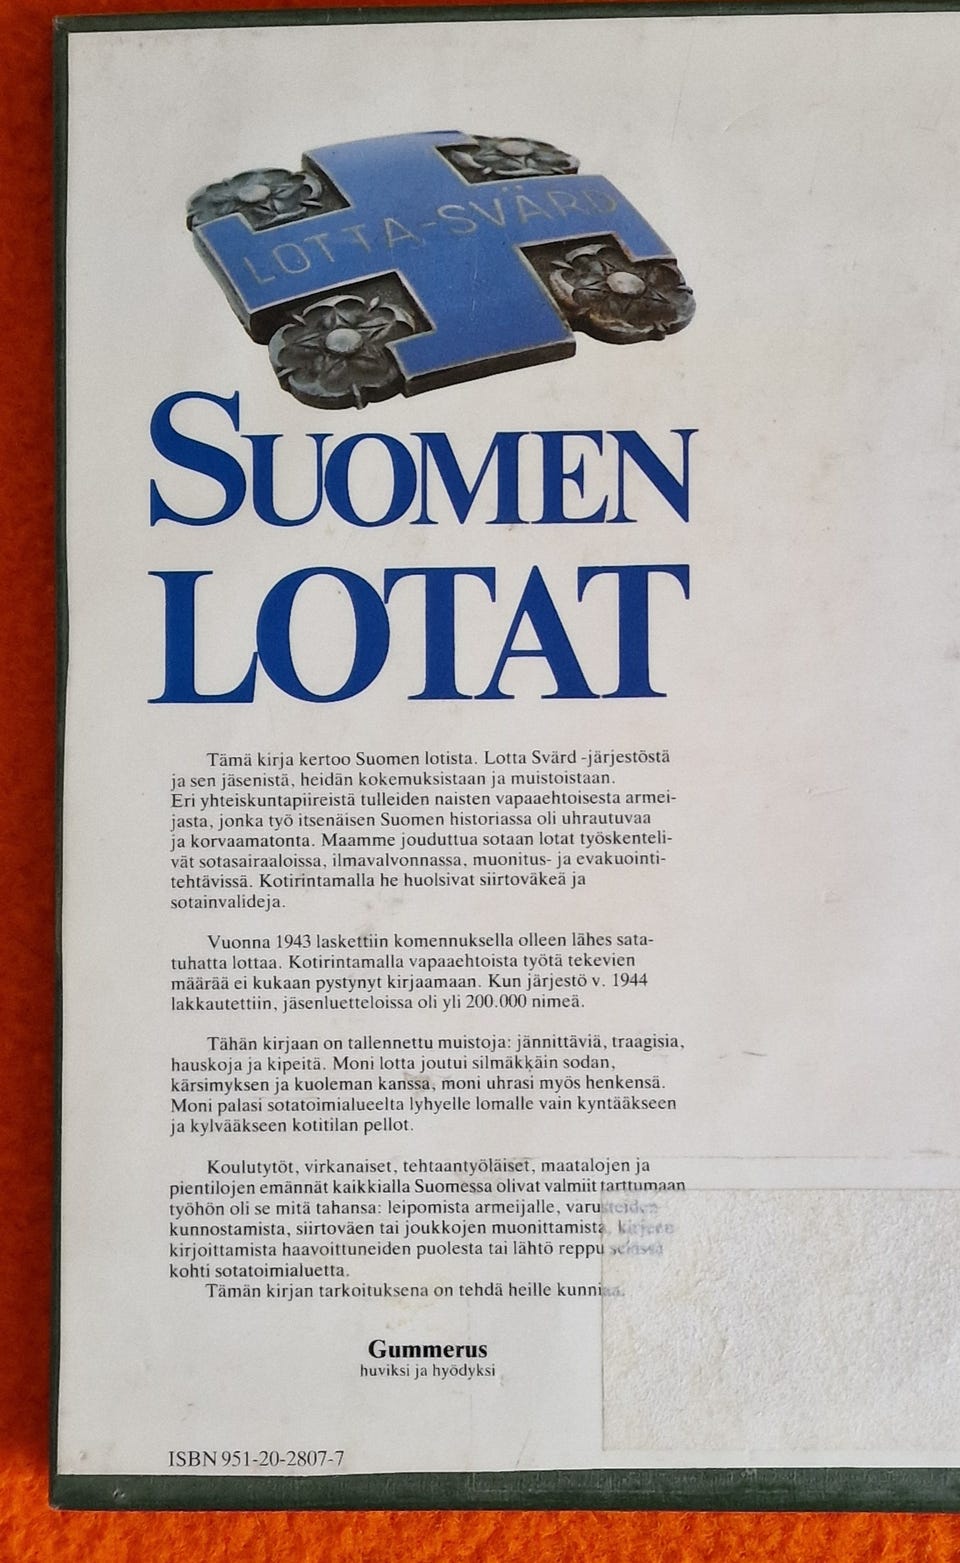 LOTTA-SVÄRD
SUOMEN
LOTAT
Tämä kirja kertoo Suomen lotista. Lotta Svärd -järjestöstä
ja sen jäsenistä, heidän kokemuksistaan ja muistoistaan.
Eri yhteiskuntapiireistä tulleiden naisten vapaaehtoisesta armei-
jasta, jonka työ itsenäisen Suomen historiassa oli uhrautuvaa
ja korvaamatonta. Maamme jouduttua sotaan lotat työskenteli-
vät sotasairaaloissa, ilmavalvonnassa, muonitus- ja evakuointi-
tehtävissä. Kotirintamalla he huolsivat siirtoväkeä ja
sotainvalideja.
Vuonna 1943 laskettiin komennuksella olleen lähes sata-
tuhatta lottaa. Kotirintamalla vapaaehtoista työtä tekevien
määrää ei kukaan pystynyt kirjaamaan. Kun järjestö v. 1944
lakkautettiin, jäsenluetteloissa oli yli 200.000 nimeä.
Tähän kirjaan on tallennettu muistoja: jännittäviä, traagisia,
hauskoja ja kipeitä. Moni lotta joutui silmäkkäin sodan,
kärsimyksen ja kuoleman kanssa, moni uhrasi myös henkensä.
Moni palasi sotatoimialueelta lyhyelle lomalle vain kyntääkseen
ja kylvääkseen kotitilan pellot.
Koulutytöt, virkanaiset, tehtaantyöläiset, maatalojen ja
pientilojen emännät kaikkialla Suomessa olivat valmiit tarttumaan
työhön oli se mitä tahansa: leipomista armeijalle, varusteiden
kunnostamista, siirtoväen tai joukkojen muonittamista, kirjeen
kirjoittamista haavoittuneiden puolesta tai lähtö reppu selässä
kohti sotatoimialuetta.
Tämän kirjan tarkoituksena on tehdä heille kunniaa.
Gummerus
huviksi ja hyödyksi
ISBN 951-20-2807-7